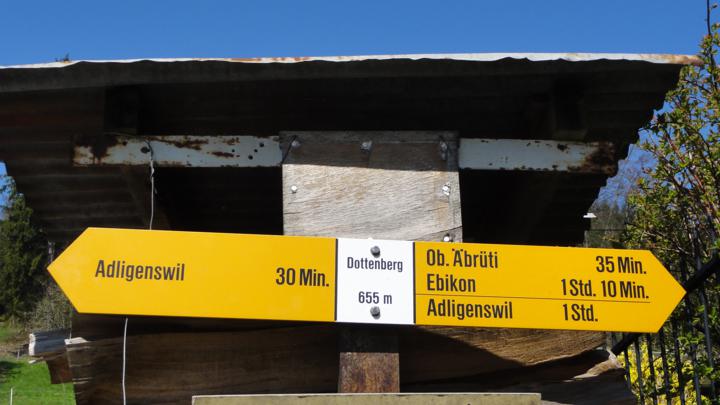 Adligenswil 30 Min.
Dottenberg
655 m
Ob. Äbrüti 35 Min.
Ebikon 1 Std. 10 Min.
Adligenswil 1 Std.